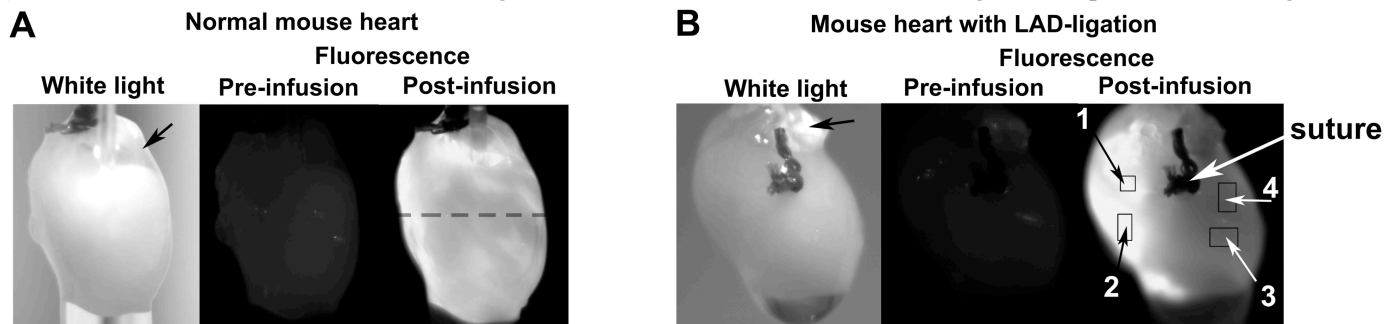 A
Normal mouse heart
Fluorescence
White light
Pre-infusion
Post-infusion
B
Mouse heart with LAD-ligation
Fluorescence
White light
Pre-infusion
Post-infusion
1
suture
4
2
3